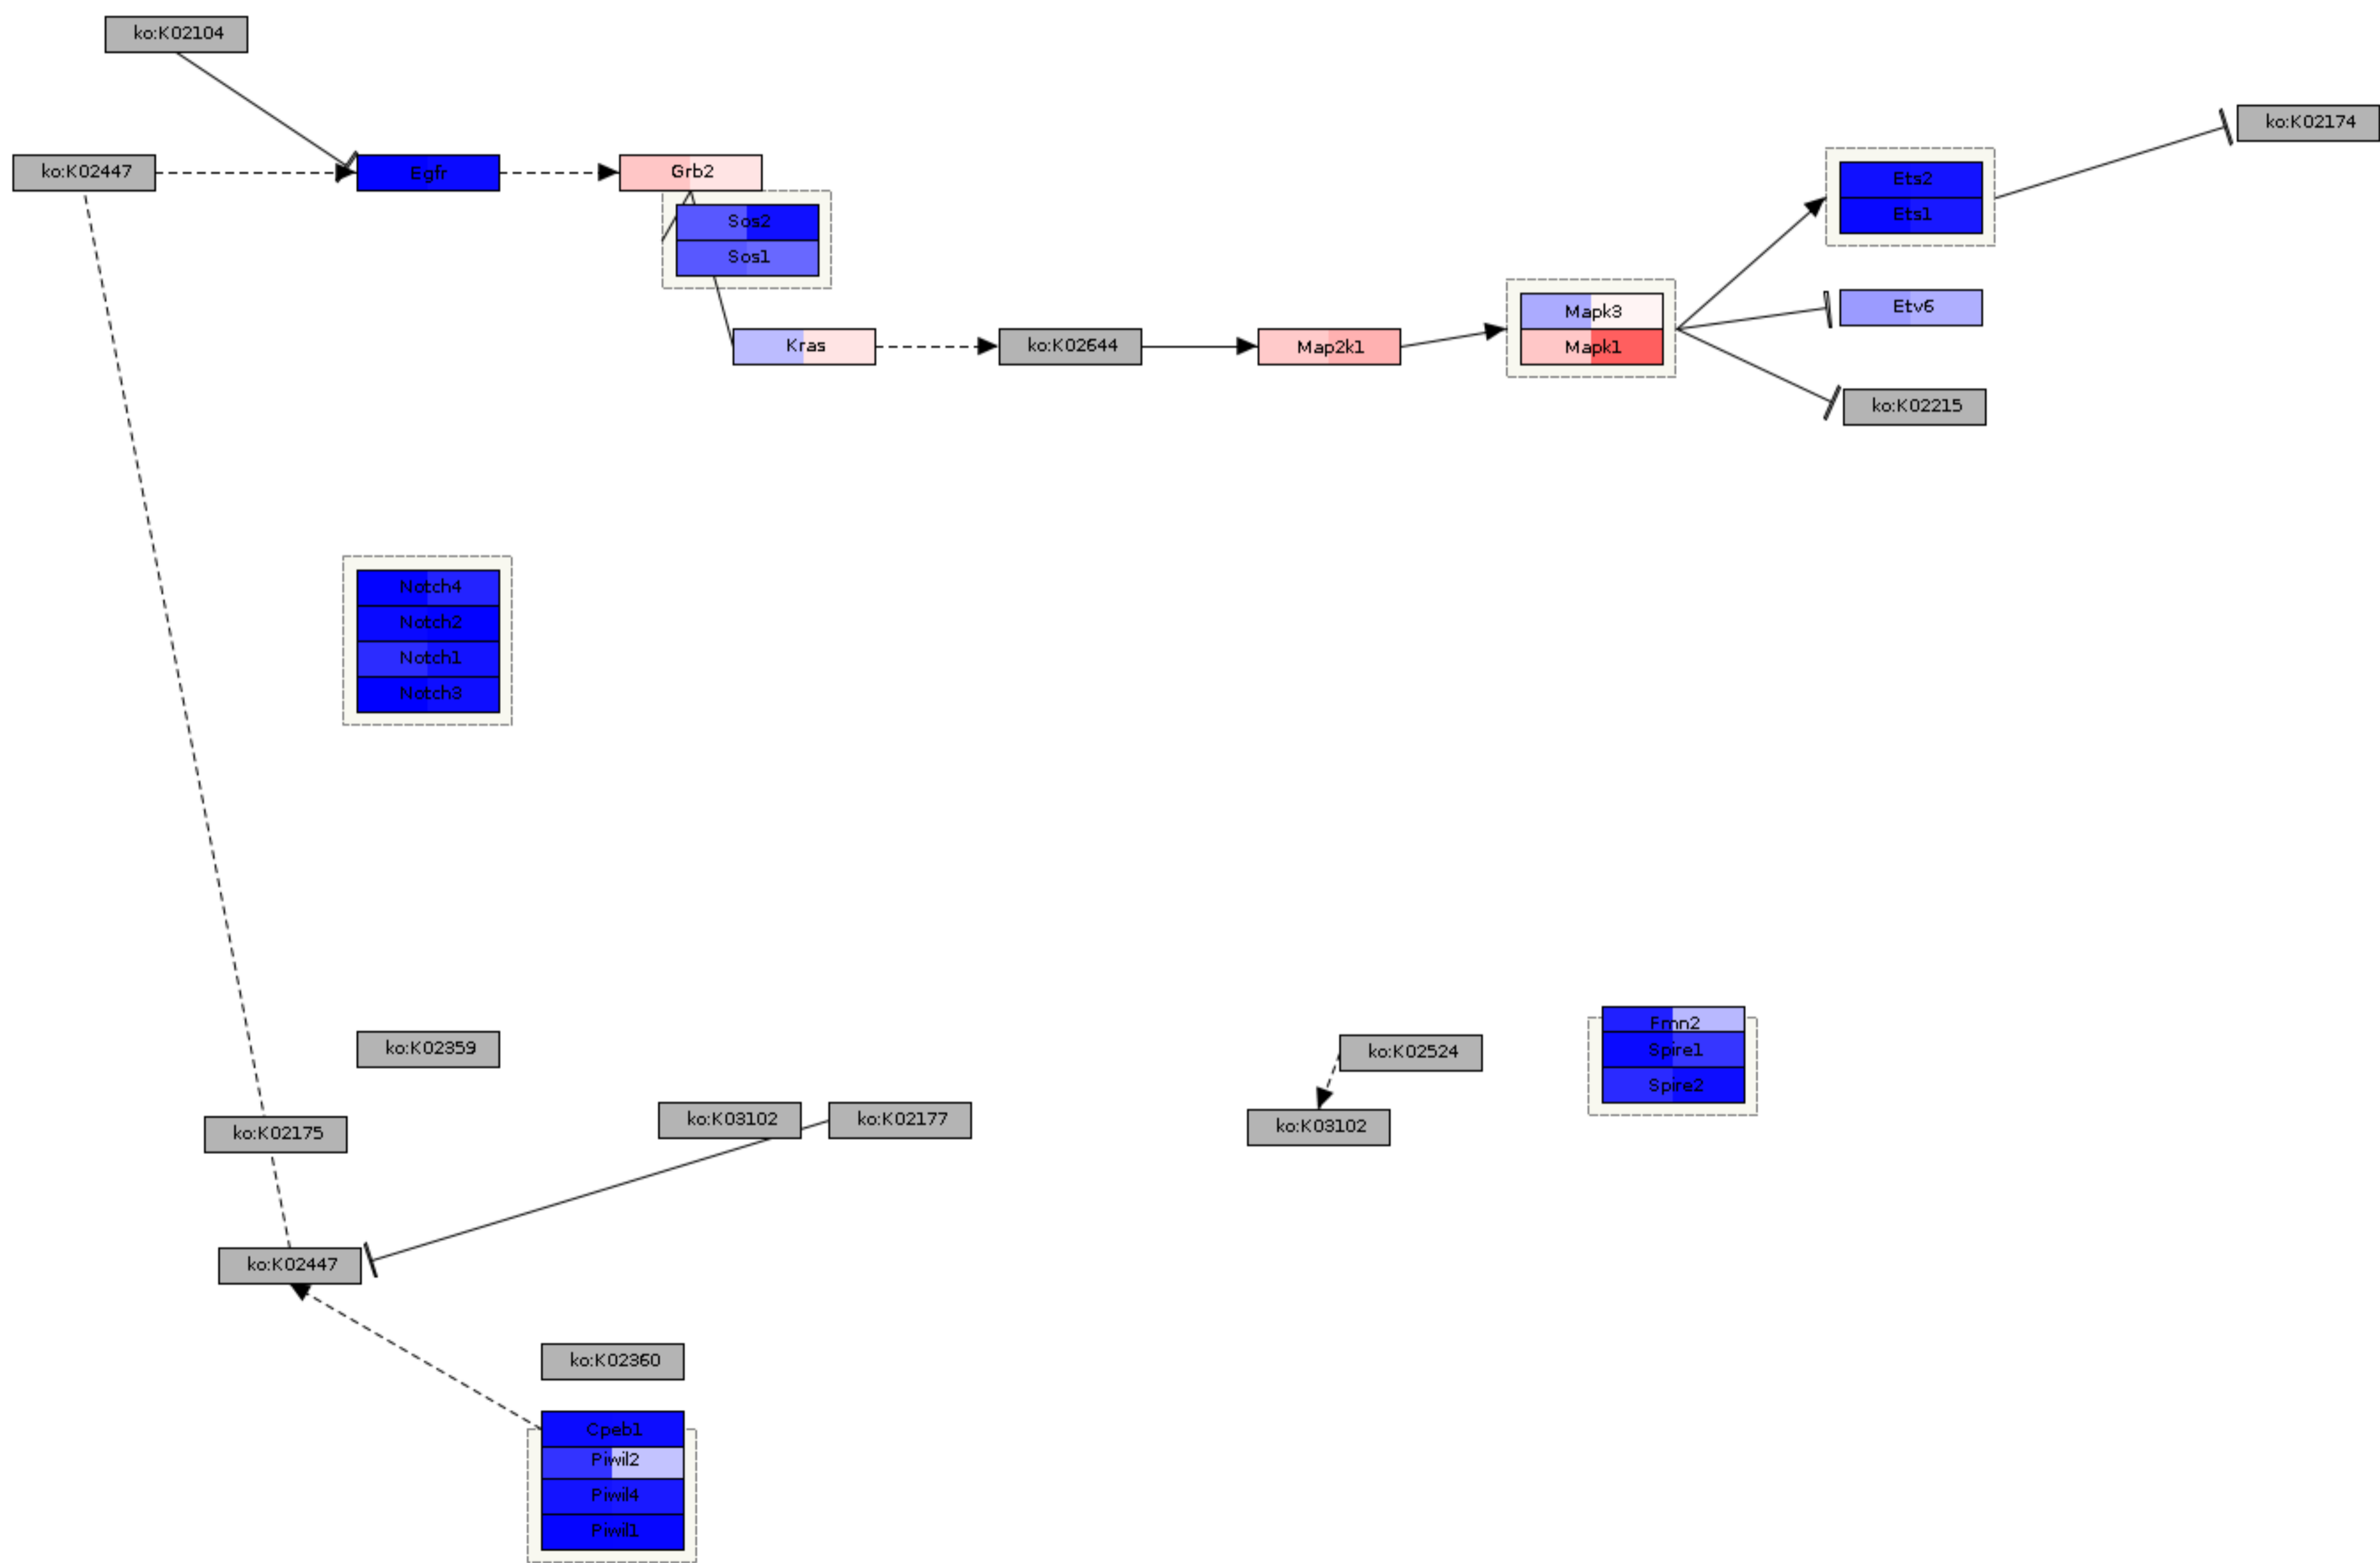 ko:K02104
ko:K02174
ko:K02447
Egfr
Grb2
Ets2
Sos2
Ets1
Sos1
Mapk3
Etv6
Kras
ko:K02644
Map2k1
Mapk1
ko:K02215
Notch4
Notch2
Notch1
Notch3
Fmn2
ko:K02359
ko:K02524
Spire1
Spire2
ko:K02175
ko:K03102
ko:K02177
ko:K03102
ko:K02447
ko:K02360
Cpeb1
Piwil2
Piwil4
Piwil1